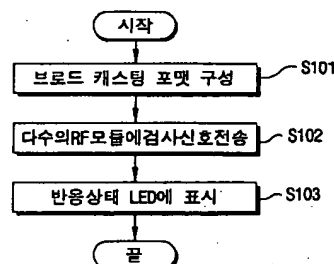 시작
브로드 캐스팅 포맷 구성
S101
다수의RF모듈에검사신호전송
S102
반응상태 LED에 표시
S103
끝